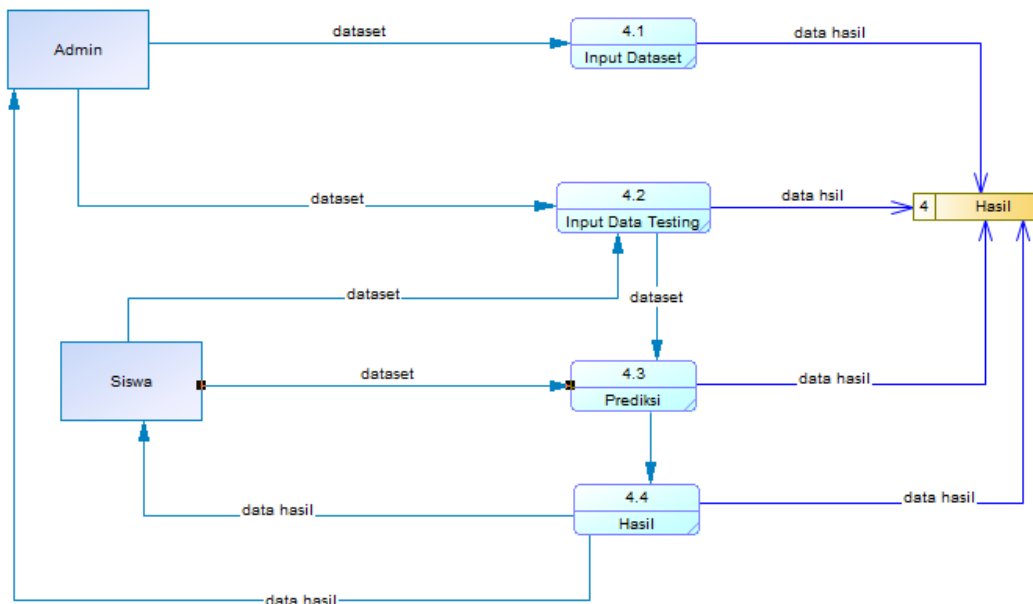 dataset
4.1
data hasil
Admin
Input Dataset
4.2
data hsil
dataset
4
Hasil
Input Data Testing
dataset
dataset
dataset
4.3
data hasil
Siswa
Prediksi
4.4
data hasil
data hasil
Hasil
data hasil